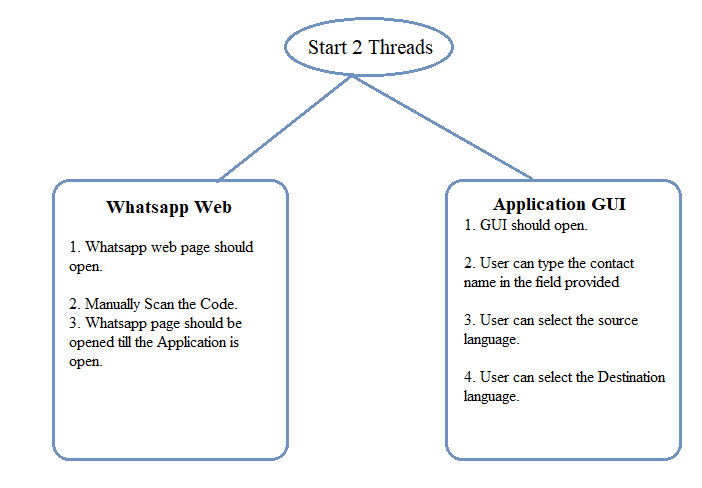 Start 2 Threads
Whatsapp Web
1. Whatsapp web page should
open.
2. Manually Scan the Code.
3. Whatsapp page should be
opened till the Application is
open.
Application GUI
1. GUI should open.
2. User can type the contact
name in the field provided
3. User can select the source
language.
4. User can select the Destination
language.